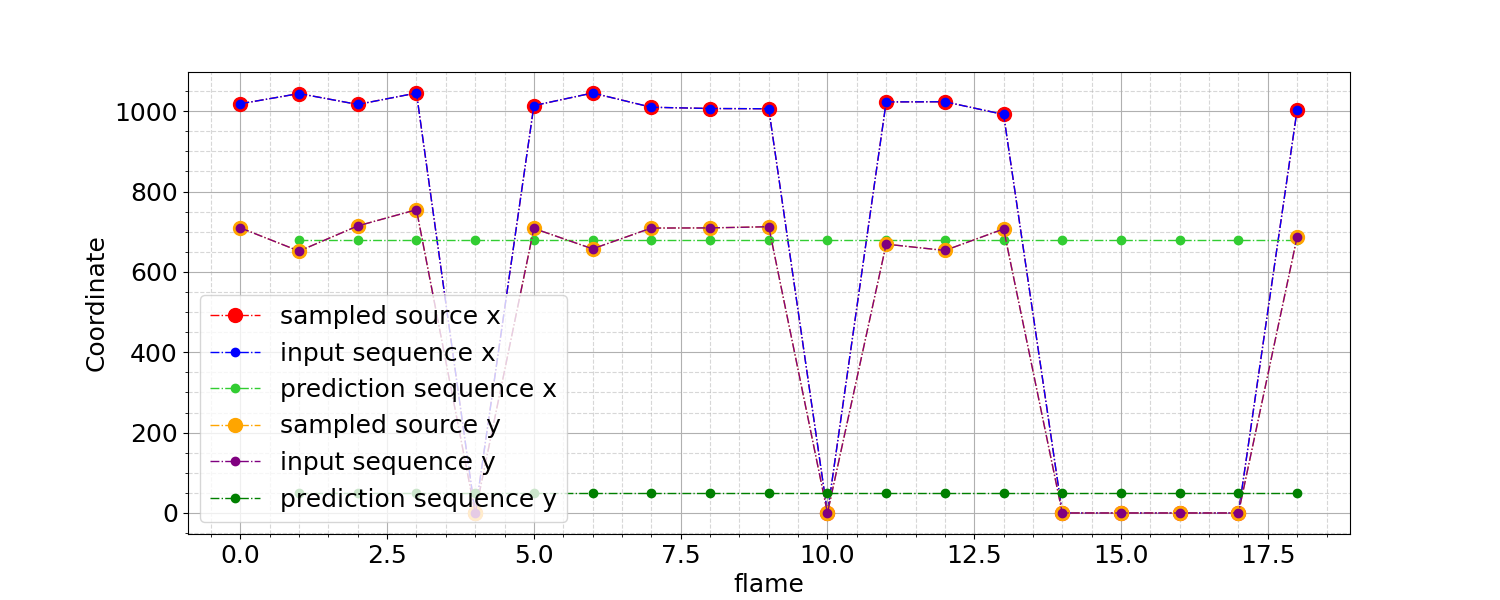 1000
800
600
400
200
0
Coordinate
sampled source x
input sequence x
prediction sequence x
sampled source y
input sequence y
prediction sequence y
0.0 2.5 5.0 7.5 10.0 12.5 15.0 17.5
flame